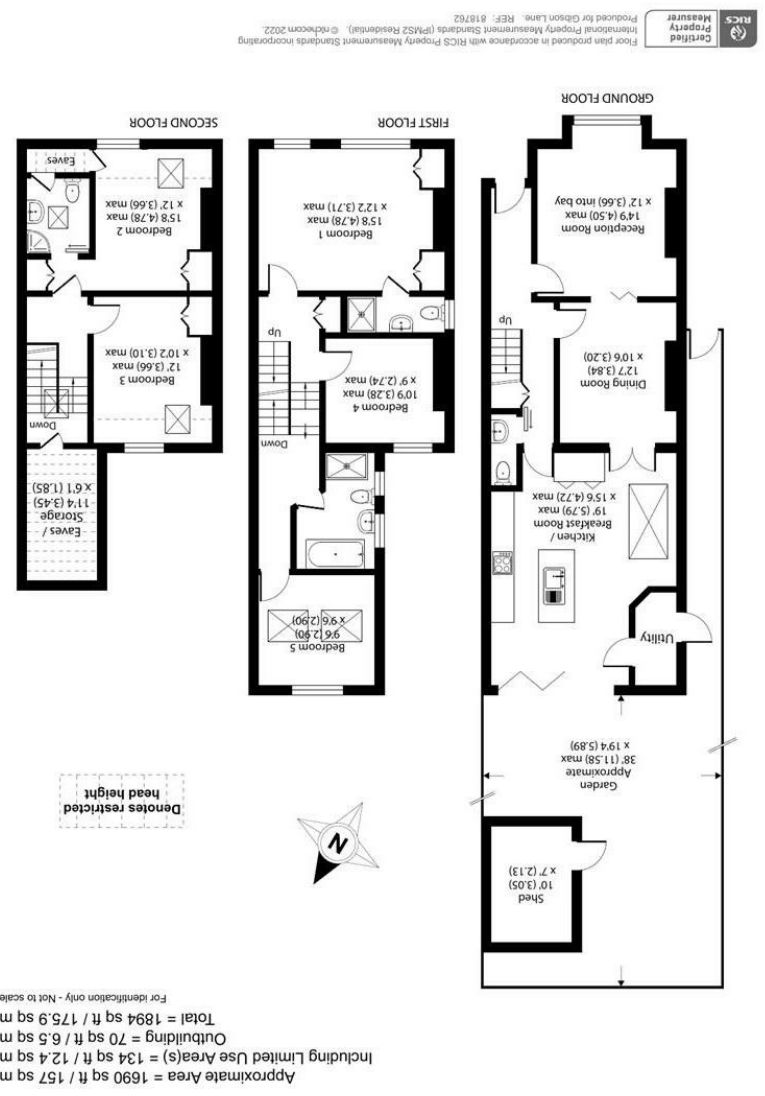 Approximate Area = 1690 sq ft / 157 sq m
Including Limited Use Area(s) = 134 sq ft / 12.4 sq m
Outbuilding = 70 sq ft / 6.5 sq m
Total = 1894 sq ft / 175.9 sq m
For identification only - Not to scale
Shed
10' (3.05)
x 7' (2.13)
Garden
Approximate
38' (11.58) max
x 19'4 (5.89)
N
Denotes restricted
head height
Utility
Kitchen /
Breakfast Room
19' (5.79) max
x 15'6 (4.72) max
Dining Room
12'7 (3.84)
x 10'6 (3.20)
Up
Reception Room
14'9 (4.50) max
x 12' (3.66) into bay
GROUND FLOOR
Bedroom 5
9'6 (2.90)
x 9'6 (2.90)
Down
Bedroom 4
10'9 (3.28) max
x 9' (2.74) max
Up
Bedroom 1
15'8 (4.78) max
x 12'2 (3.71) max
FIRST FLOOR
Eaves /
Storage
11'4 (3.45)
x 6'1 (1.85)
Down
Bedroom 3
12' (3.66) max
x 10'2 (3.10) max
Bedroom 2
15'8 (4.78) max
x 12' (3.66) max
Eaves
SECOND FLOOR
RICS
Certified
Property
Measurer
Floor plan produced in accordance with RICS Property Measurement Standards incorporating
International Property Measurement Standards (IPMS2 Residential). © nichecom 2022.
Produced for Gibson Lane. REF: 818762